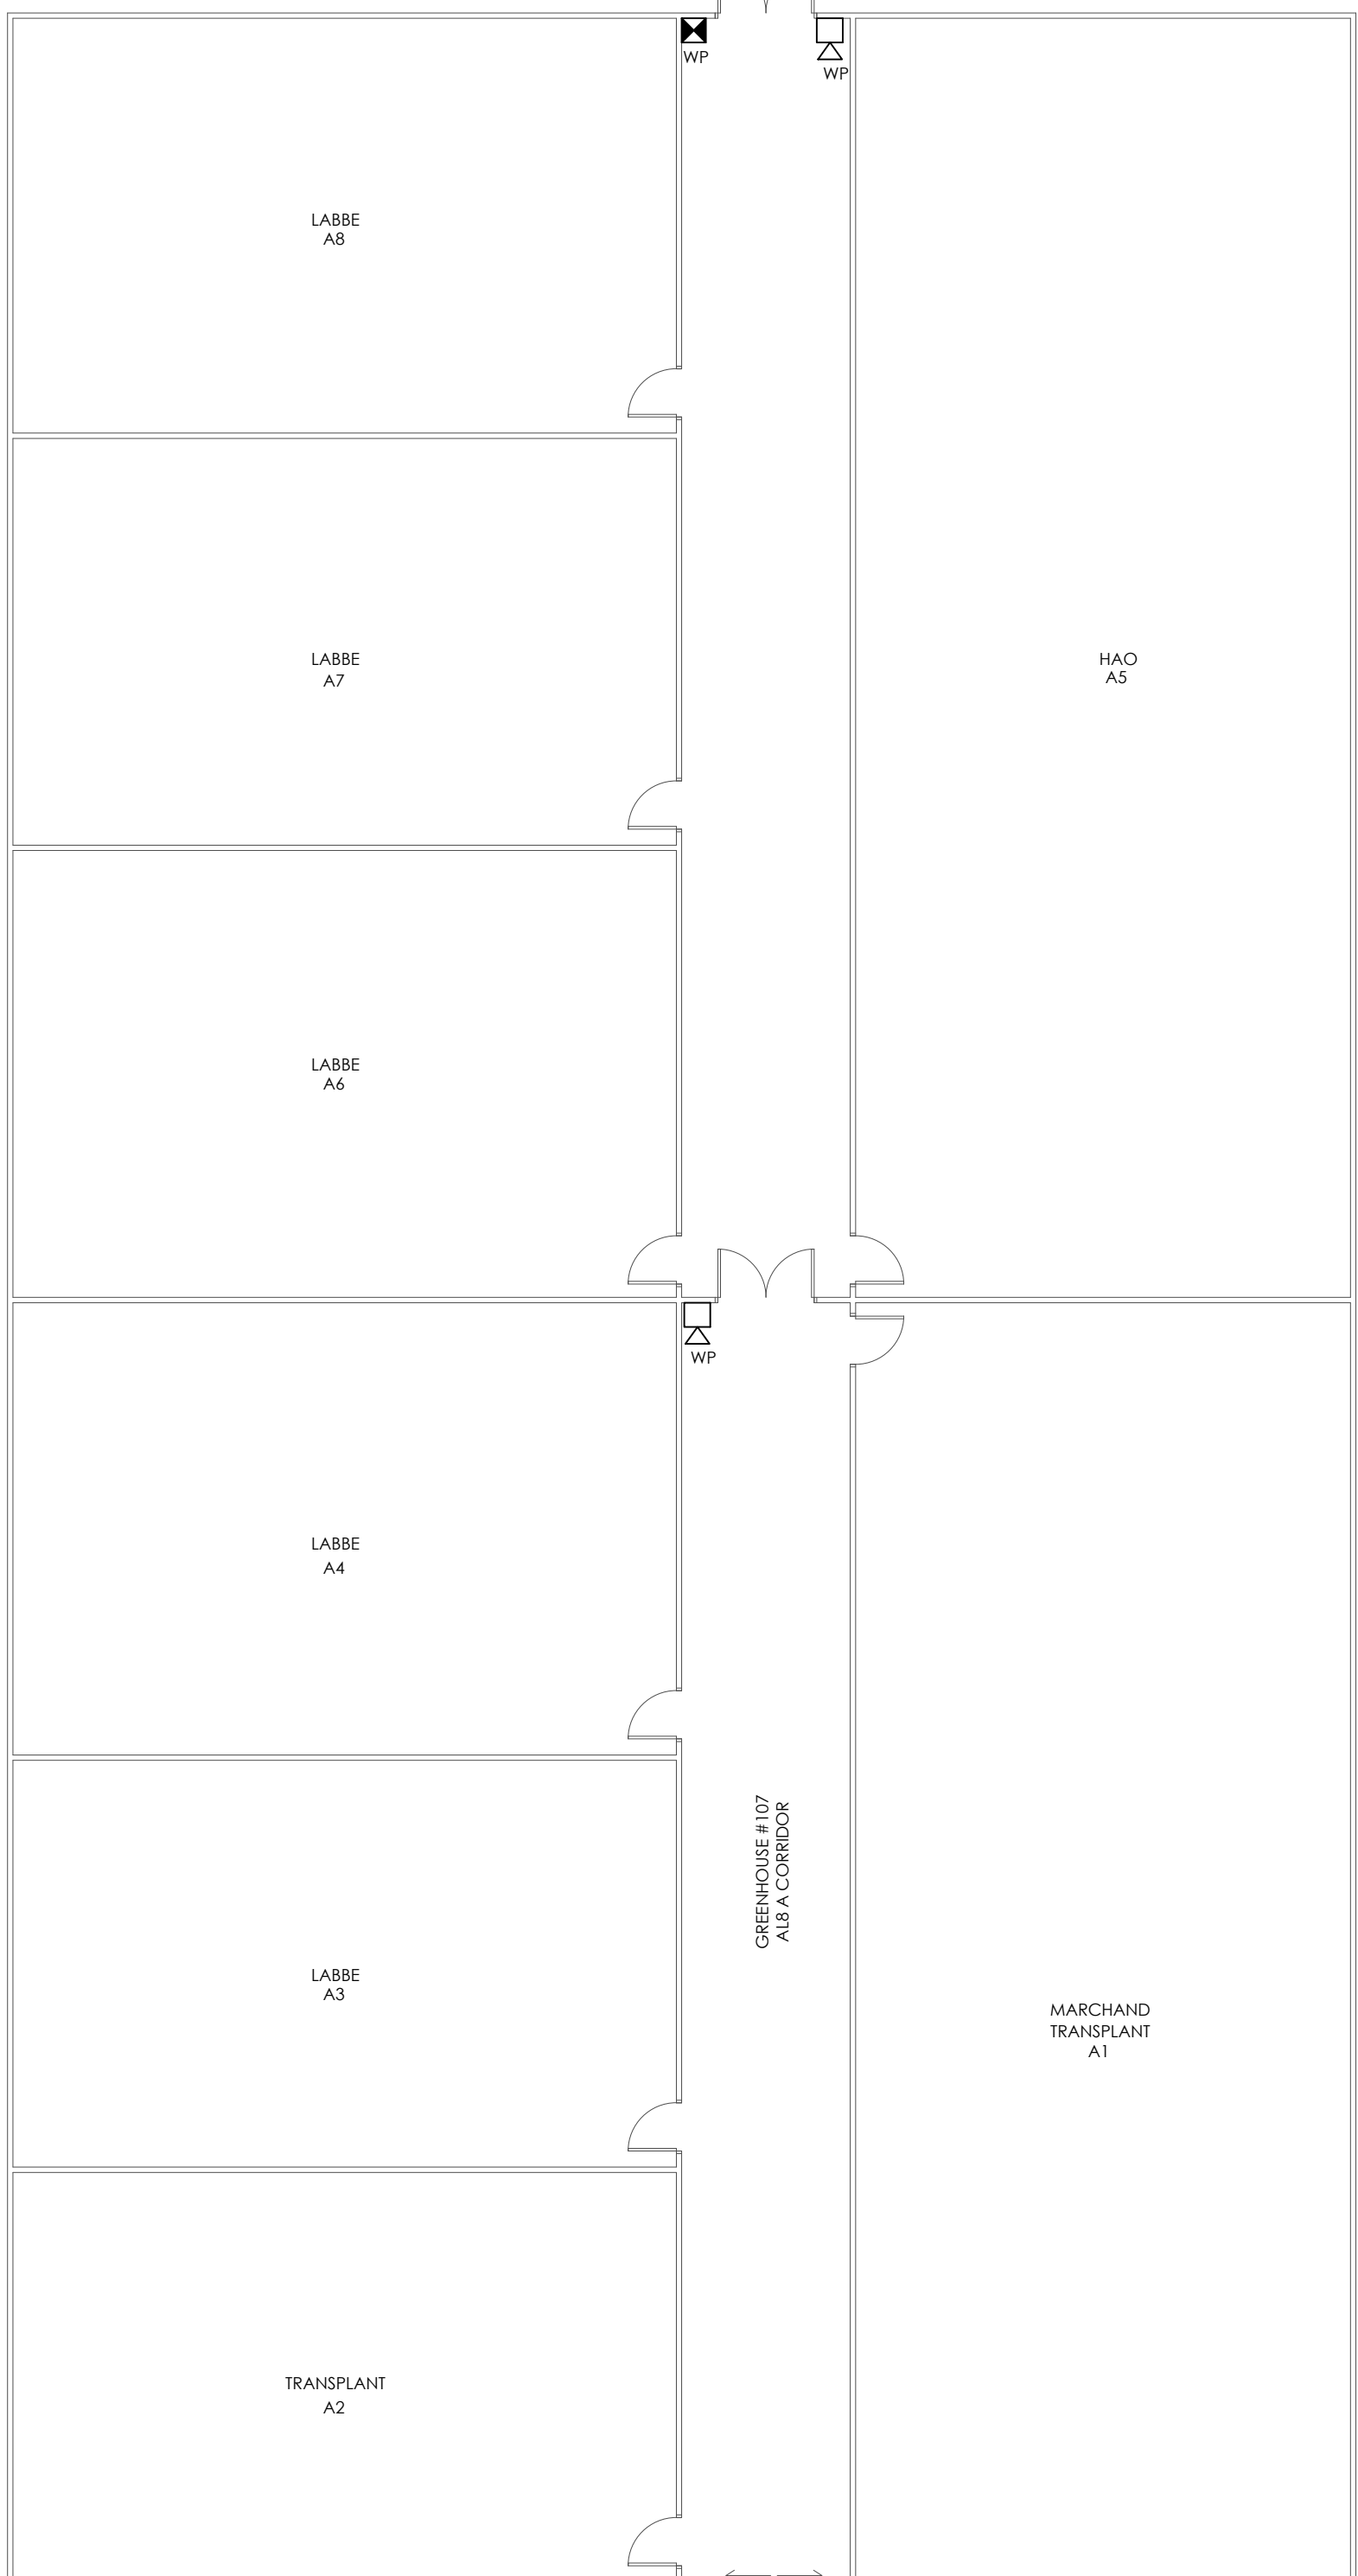 WP
WP
LABBE
A8
LABBE
A7
HAO
A5
LABBE
A6
WP
LABBE
A4
GREENHOUSE #107
AL8 A CORRIDOR
LABBE
A3
MARCHAND
TRANSPLANT
A1
TRANSPLANT
A2